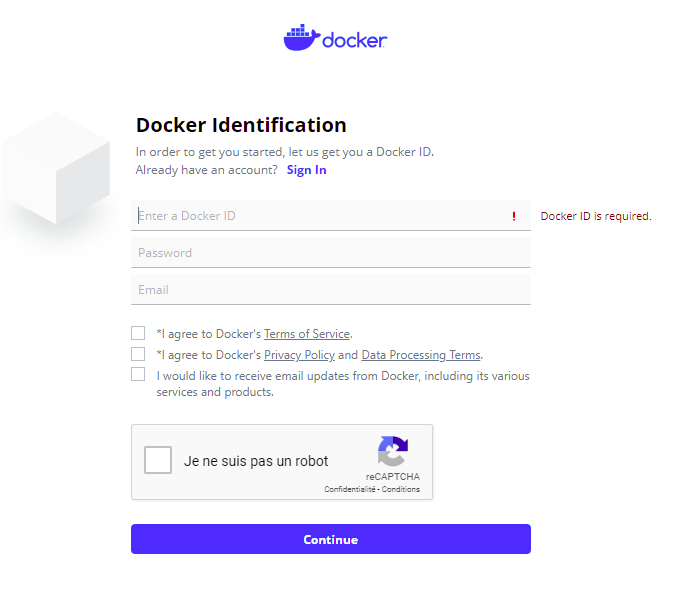 docker
Docker Identification
In order to get you started, let us get you a Docker ID.
Already have an account? Sign In
Enter a Docker ID ! Docker ID is required.
Password
Email
*I agree to Docker's Terms of Service.
*I agree to Docker's Privacy Policy and Data Processing Terms.
I would like to receive email updates from Docker, including its various
services and products.
Je ne suis pas un robot
reCAPTCHA
Confidentialité - Conditions
Continue